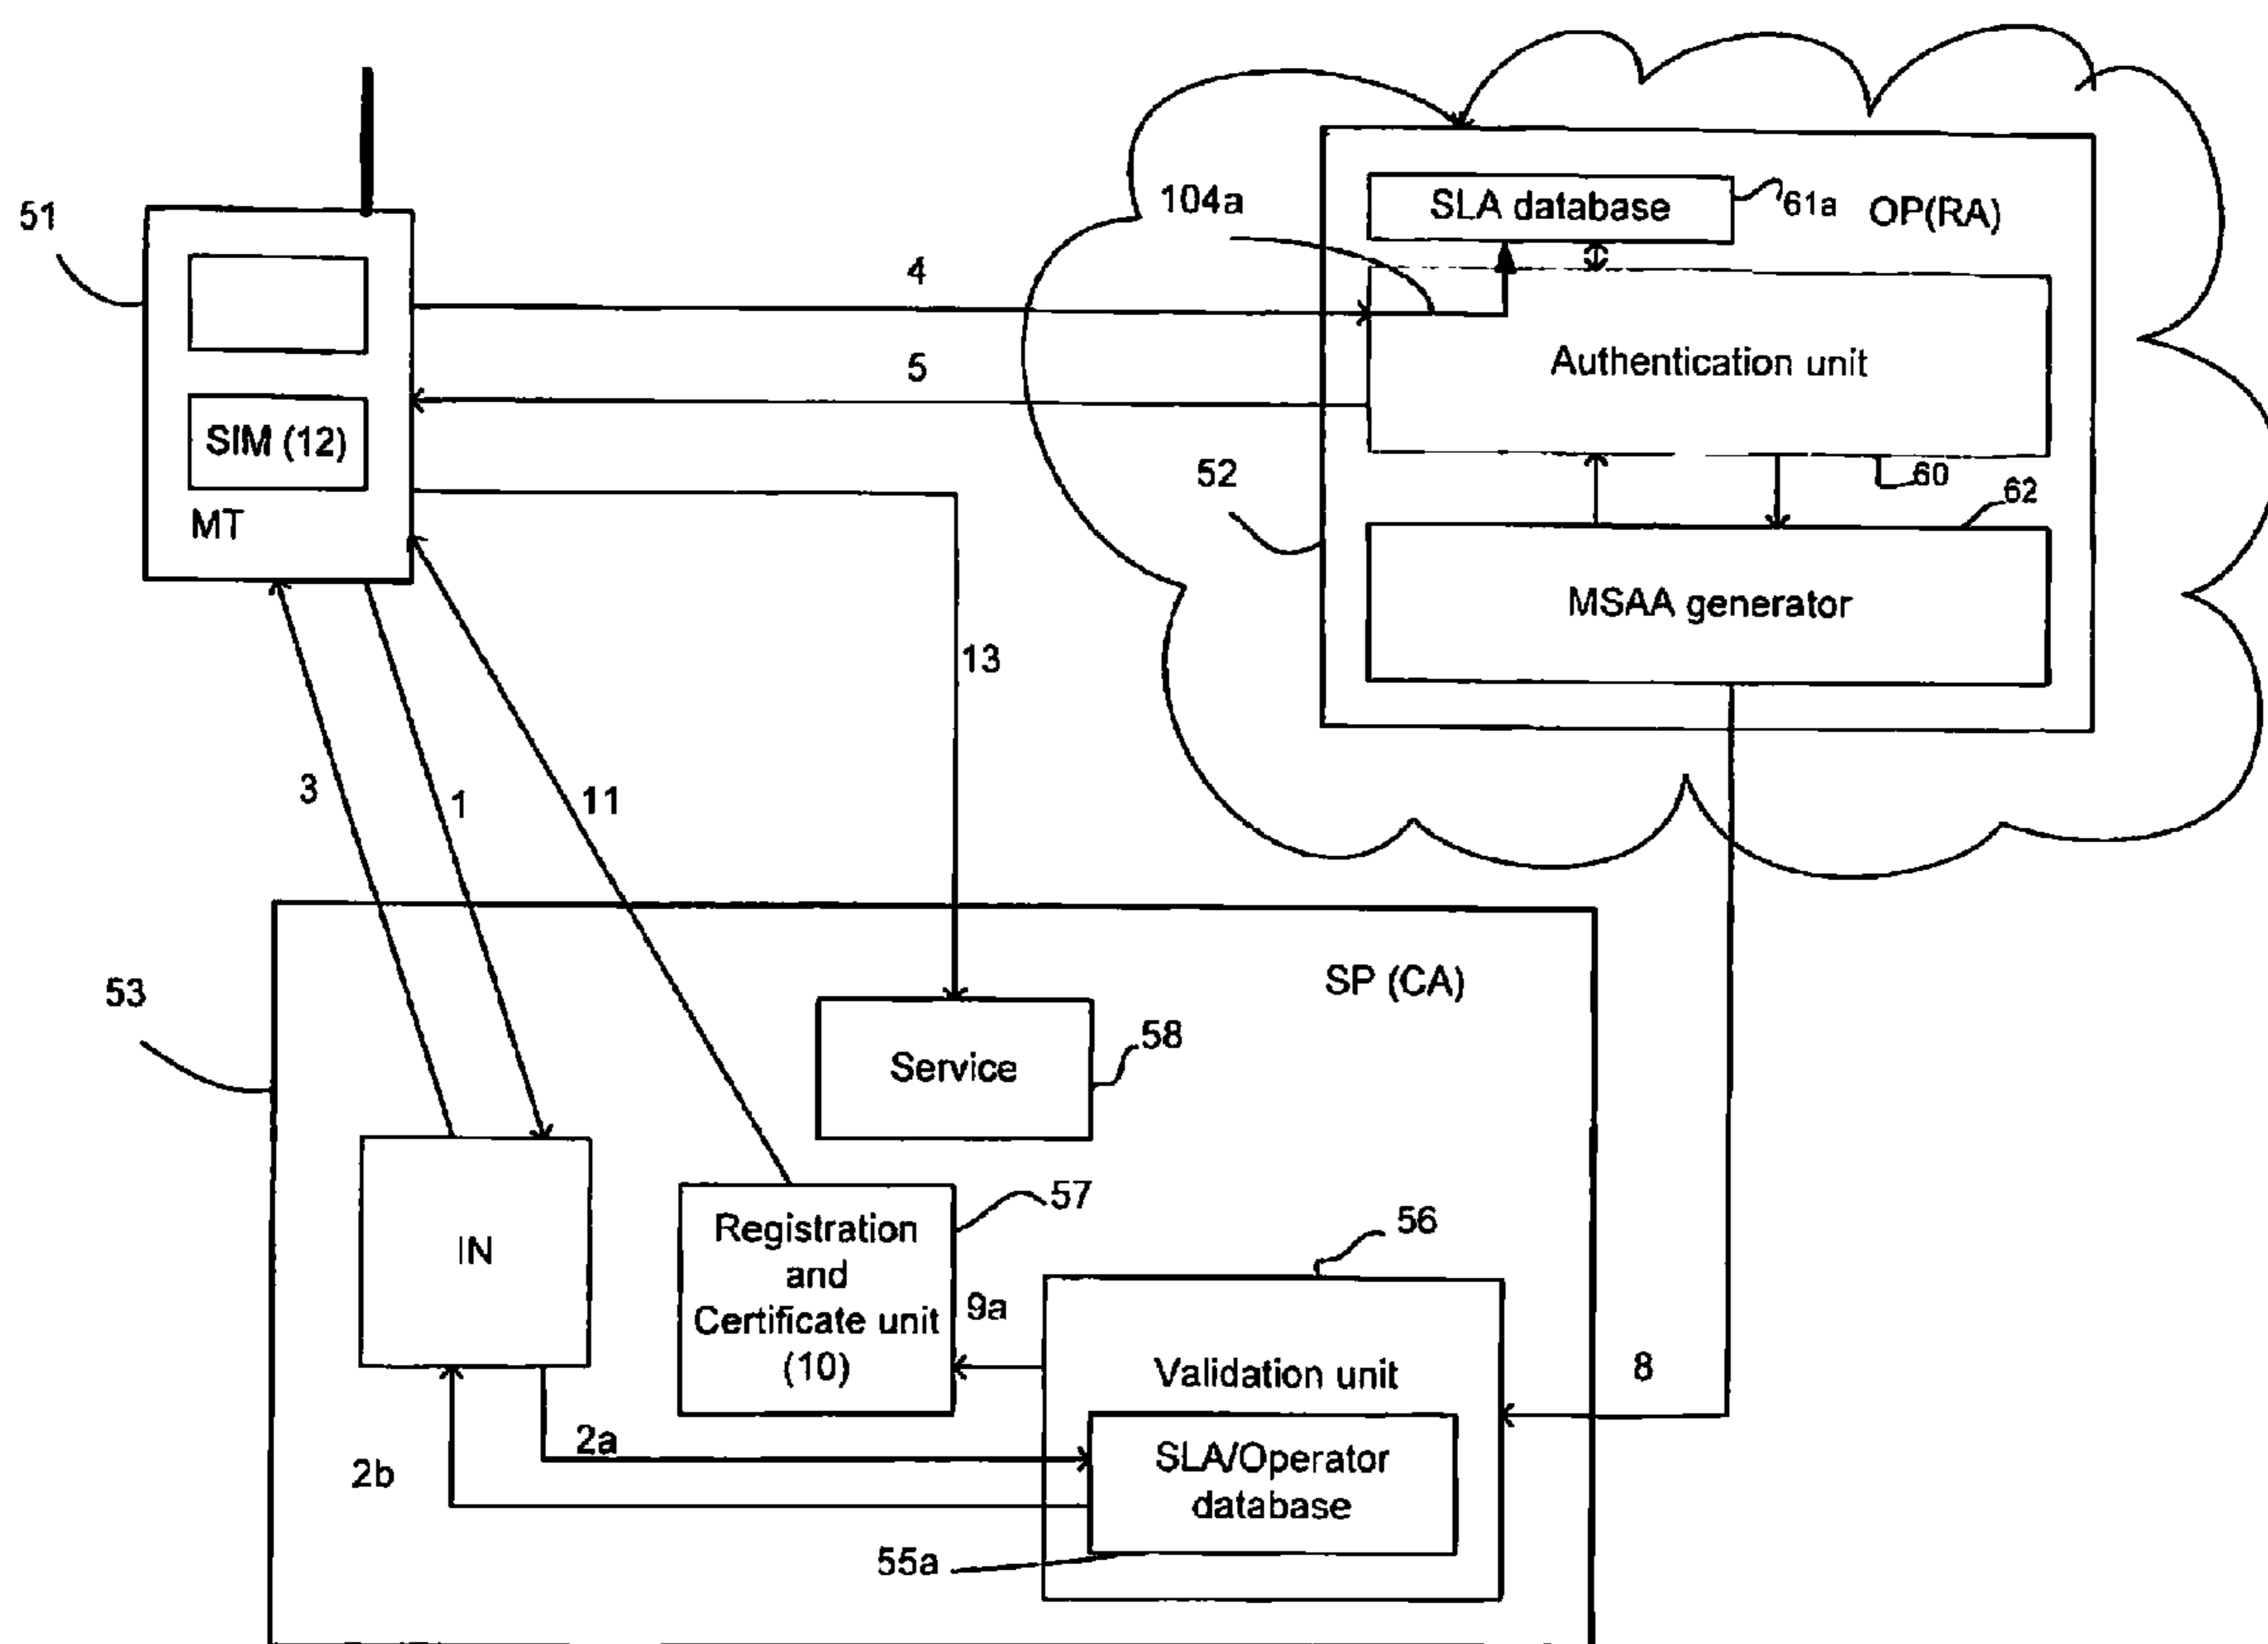 51
104a
SLA database
61a
OP(RA)
4
Authentication unit
5
SIM (12)
52
60
62
MT
MSAA generator
13
3
1
11
53
SP (CA)
58
Service
57
56
Registration
and
Certificate unit
(10)
IN
9a
Validation unit
8
2a
2b
SLA/Operator
database
55a